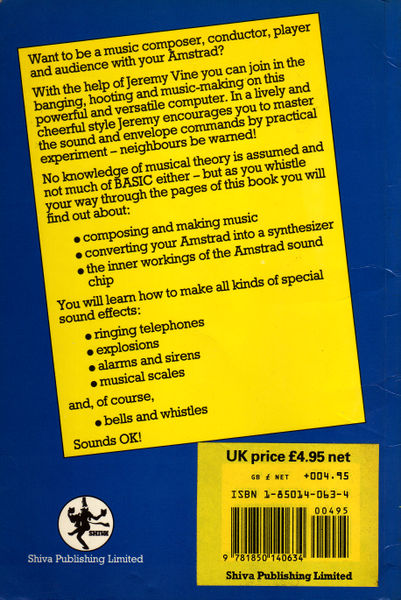 Want to be a music composer, conductor, player
and audience with your Amstrad?
With the help of Jeremy Vine you can join in the
banging, hooting and music-making on this
powerful and versatile computer. In a lively and
cheerful style Jeremy encourages you to master
the sound and envelope commands by practical
experiment – neighbours be warned!
No knowledge of musical theory is assumed and
not much of BASIC either – but as you whistle
your way through the pages of this book you will
find out about:
• composing and making music
• converting your Amstrad into a synthesizer
• the inner workings of the Amstrad sound
chip
You will learn how to make all kinds of special
sound effects:
• ringing telephones
• explosions
• alarms and sirens
• musical scales
and, of course,
• bells and whistles
Sounds OK!
UK price £4.95 net
GB £ NET +004.95
ISBN 1-85014-063-4
00495
9 781850 140634
Shiva Publishing Limited
SHIVA
Shiva Publishing Limited